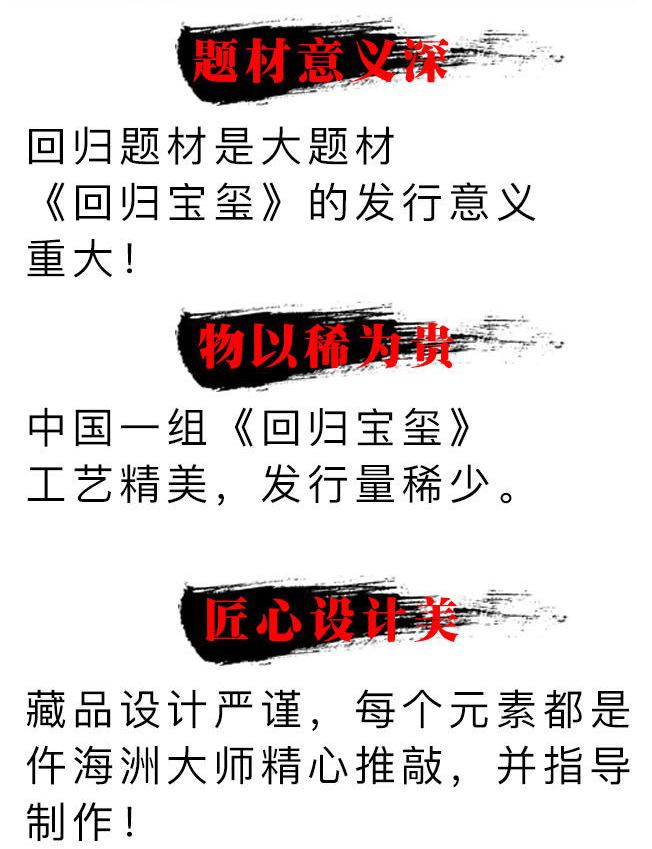 题材意义深
回归题材是大题材
《回归宝玺》的发行意义
重大！
物以稀为贵
中国一组《回归宝玺》
工艺精美，发行量稀少。
匠心设计美
藏品设计严谨，每个元素都是
仵海洲大师精心推敲，并指导
制作！